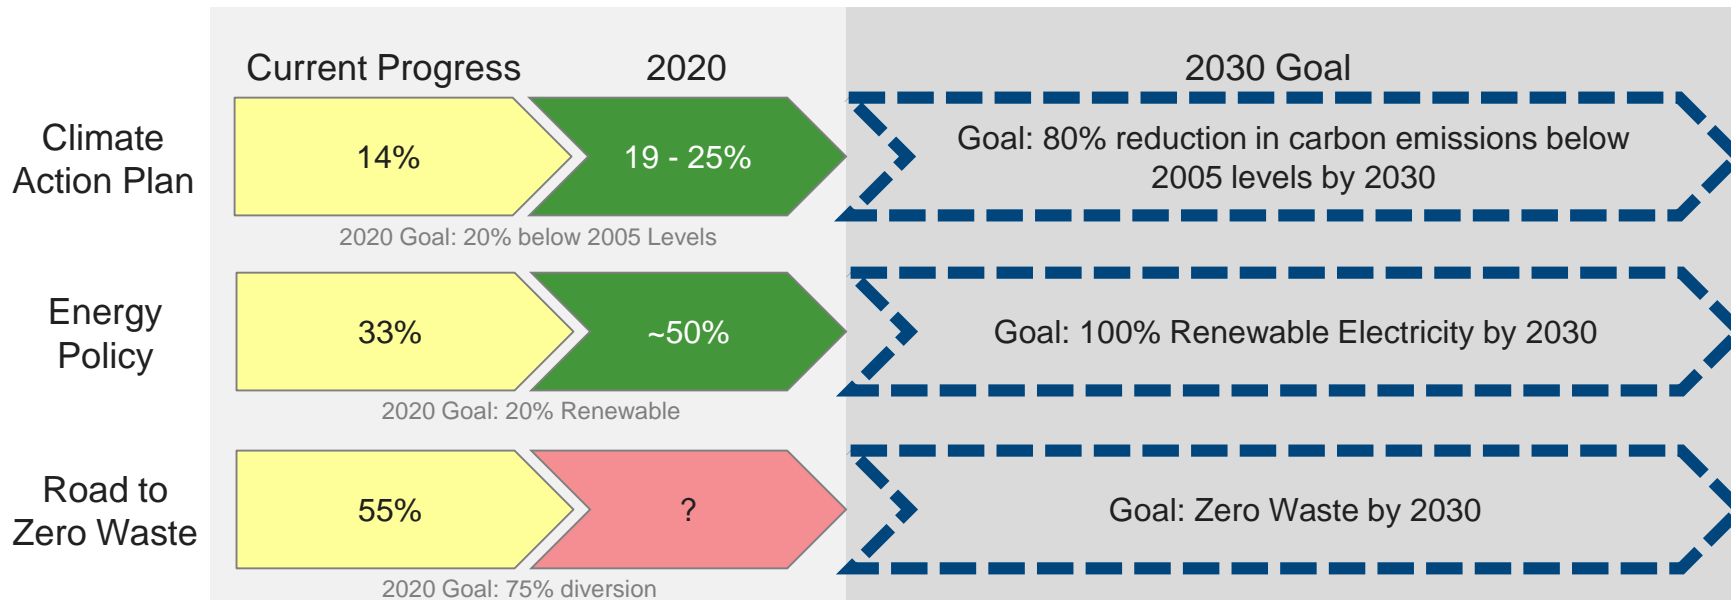 Current Progress
2020
2030 Goal
Climate
Action Plan
14%
19 - 25%
Goal: 80% reduction in carbon emissions below
2005 levels by 2030
2020 Goal: 20% below 2005 Levels
Energy
Policy
33%
~50%
Goal: 100% Renewable Electricity by 2030
2020 Goal: 20% Renewable
Road to
Zero Waste
55%
?
Goal: Zero Waste by 2030
2020 Goal: 75% diversion